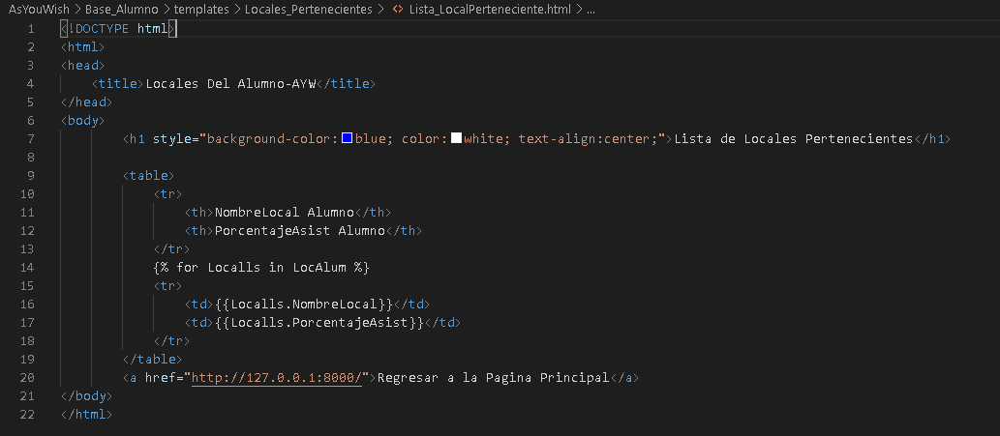 AsYouWish > Base_Alumno > templates > Locales_Pertenecientes > <> Lista_LocalPerteneciente.html > ...
1 <!DOCTYPE html>
2 <html>
3 <head>
4     <title>Locales Del Alumno-AYW</title>
5 </head>
6 <body>
7         <h1 style="background-color:blue; color:white; text-align:center;">Lista de Locales Pertenecientes</h1>
8
9         <table>
10             <tr>
11                 <th>NombreLocal Alumno</th>
12                 <th>PorcentajeAsist Alumno</th>
13             </tr>
14             {% for Localls in LocAlum %}
15             <tr>
16                 <td>{{Localls.NombreLocal}}</td>
17                 <td>{{Localls.PorcentajeAsist}}</td>
18             </tr>
19         </table>
20         <a href="http://127.0.0.1:8000/">Regresar a la Pagina Principal</a>
21 </body>
22 </html>